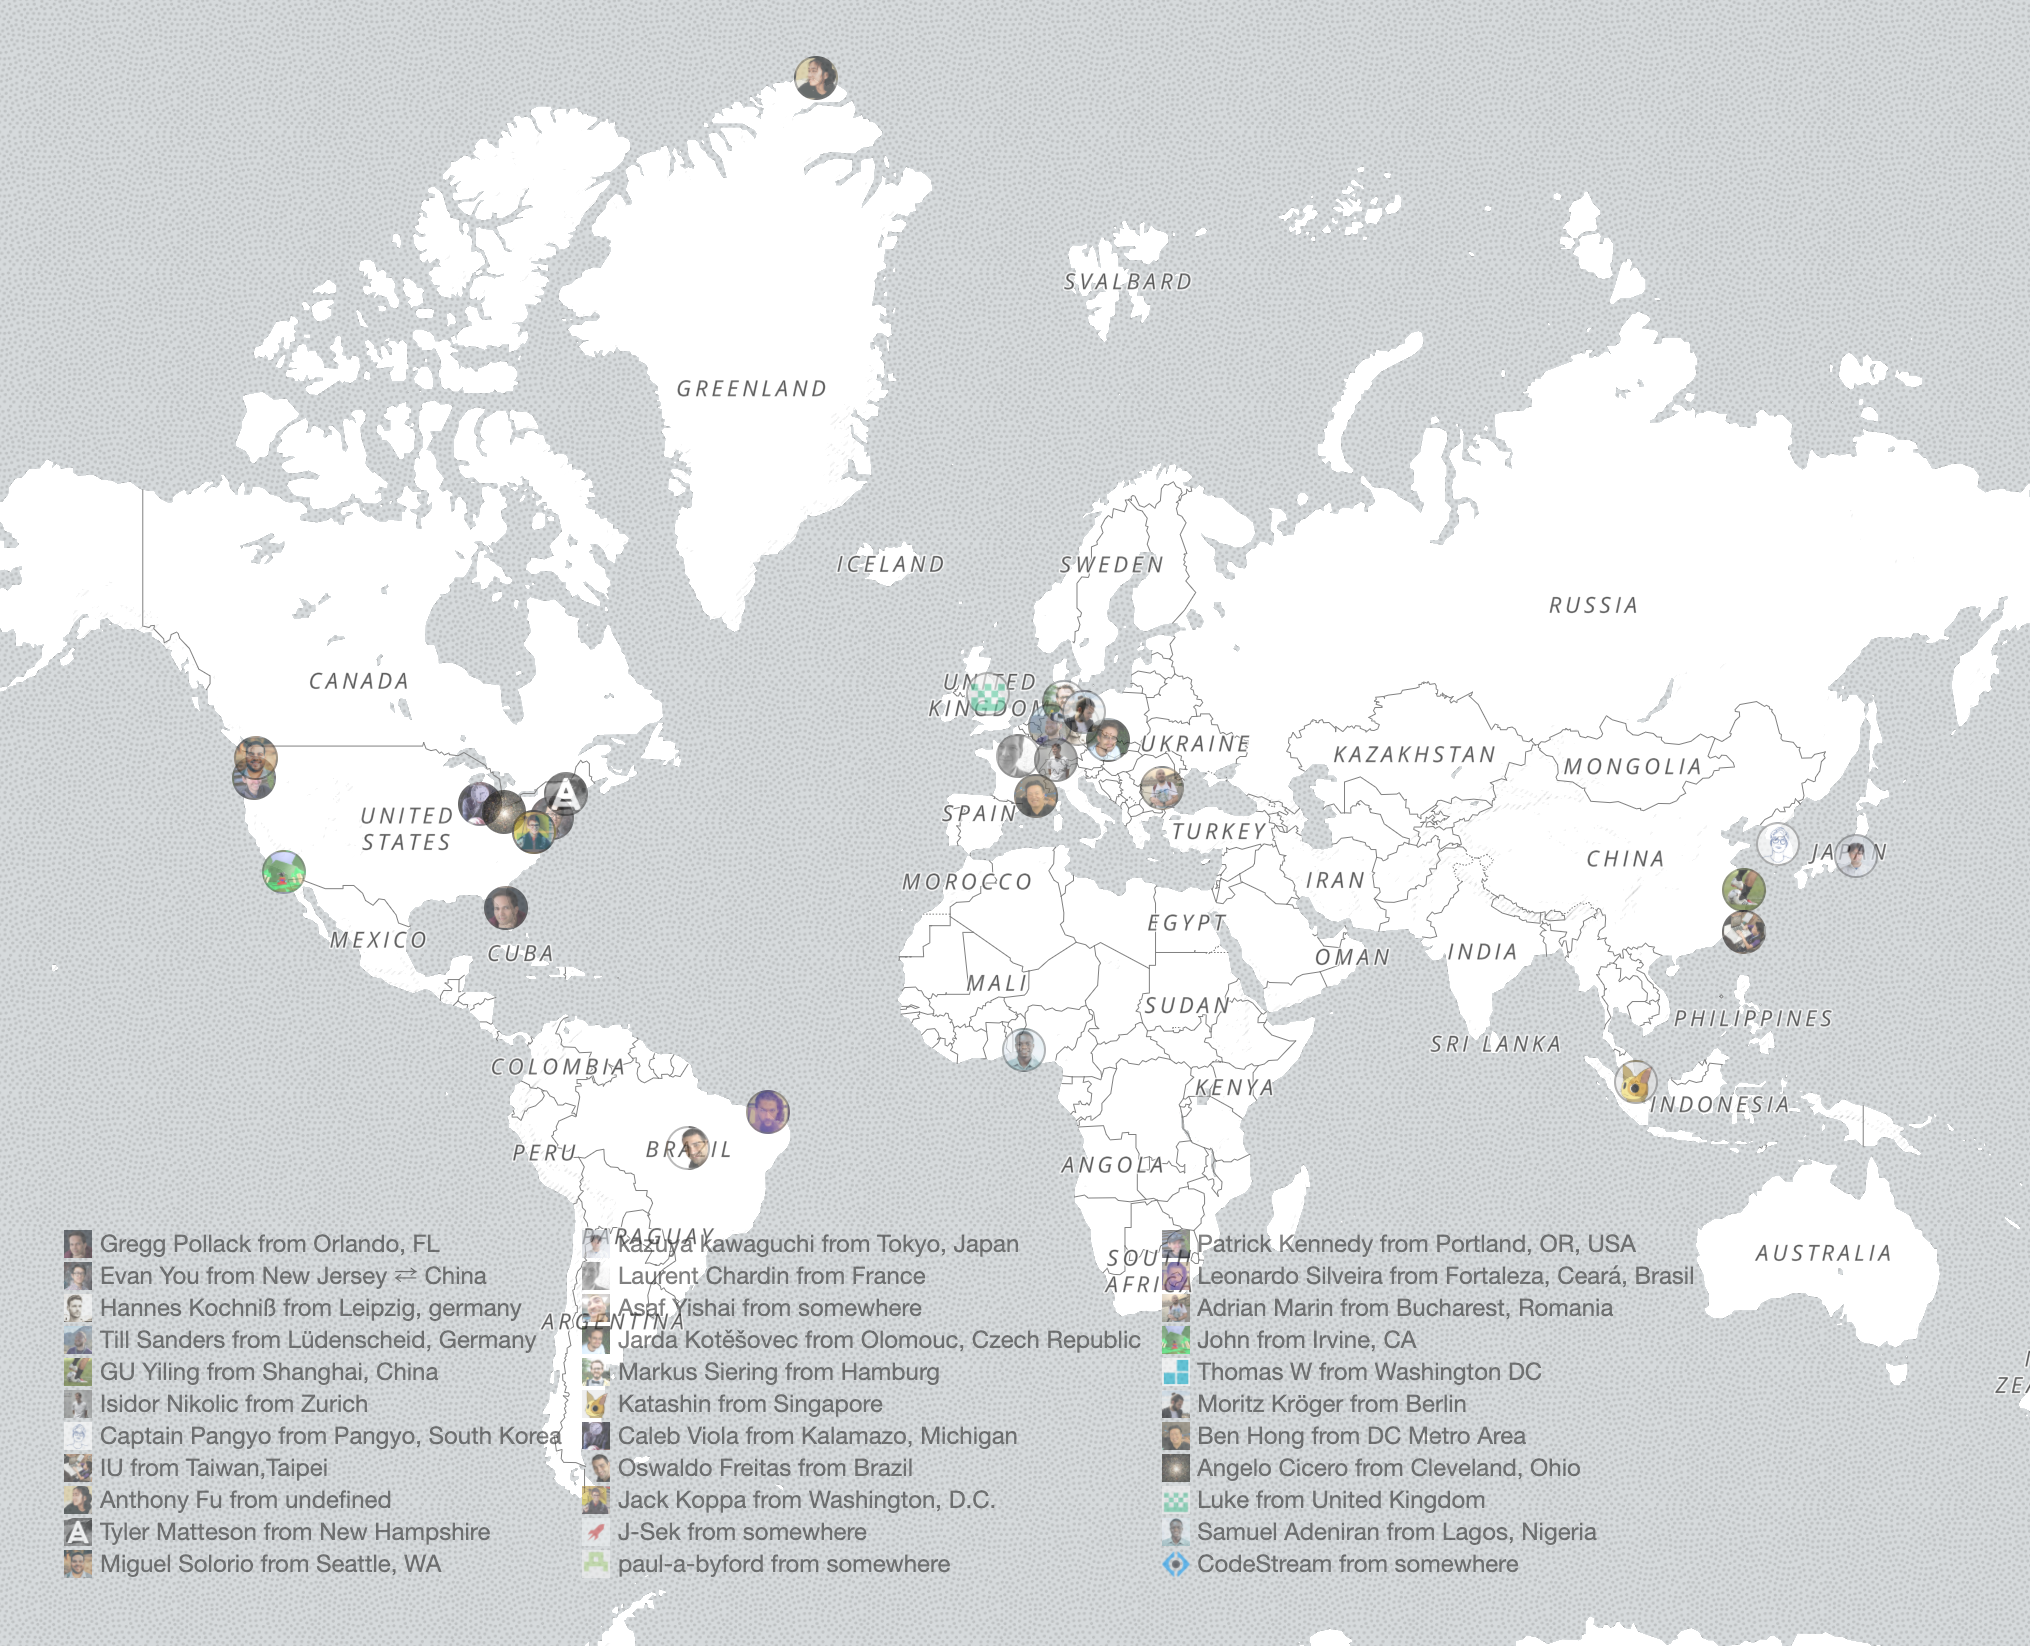 SVALBARD
GREENLAND
ICELAND
SWEDEN
RUSSIA
CANADA
UNITED
KINGDOM
UKRAINE
KAZAKHSTAN
MONGOLIA
UNITED
STATES
SPAIN
TURKEY
JAPAN
CHINA
MOROCCO
IRAN
MEXICO
CUBA
EGYPT
OMAN
INDIA
MALI
SUDAN
PHILIPPINES
SRI LANKA
COLOMBIA
KENYA
INDONESIA
PERU
BRAZIL
ANGOLA
PARAGUAY
SOUTH
AFRICA
AUSTRALIA
ARGENTINA
Gregg Pollack from Orlando, FL
Evan You from New Jersey ⇄ China
Hannes Kochniß from Leipzig, germany
Till Sanders from Lüdenscheid, Germany
GU Yiling from Shanghai, China
Isidor Nikolic from Zurich
Captain Pangyo from Pangyo, South Korea
IU from Taiwan,Taipei
Anthony Fu from undefined
A Tyler Matteson from New Hampshire
Miguel Solorio from Seattle, WA
kazuya kawaguchi from Tokyo, Japan
Laurent Chardin from France
Asaf Yishai from somewhere
Jarda Kotěšovec from Olomouc, Czech Republic
Markus Siering from Hamburg
Katashin from Singapore
Caleb Viola from Kalamazo, Michigan
Oswaldo Freitas from Brazil
Jack Koppa from Washington, D.C.
J-Sek from somewhere
paul-a-byford from somewhere
Patrick Kennedy from Portland, OR, USA
Leonardo Silveira from Fortaleza, Ceará, Brasil
Adrian Marin from Bucharest, Romania
John from Irvine, CA
Thomas W from Washington DC
Moritz Kröger from Berlin
Ben Hong from DC Metro Area
Angelo Cicero from Cleveland, Ohio
Luke from United Kingdom
Samuel Adeniran from Lagos, Nigeria
CodeStream from somewhere
A